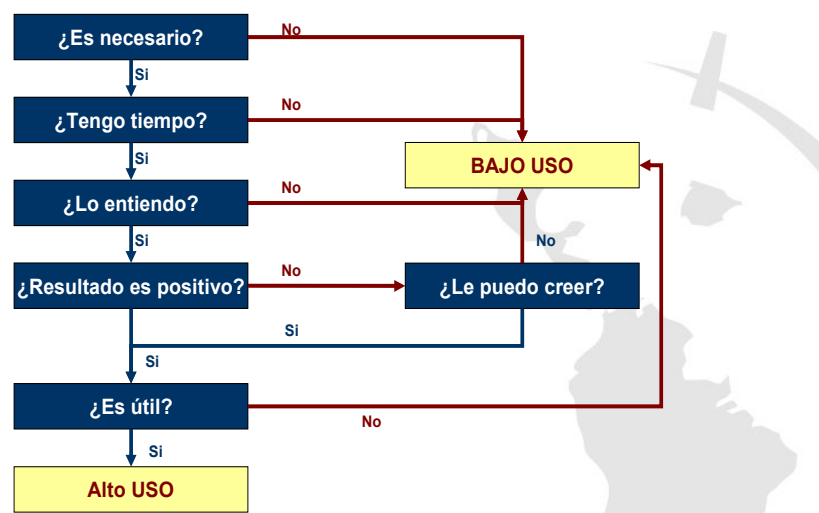 ¿Es necesario?
No
Si
¿Tengo tiempo?
No
Si
BAJO USO
¿Lo entiendo?
No
Si
No
¿Resultado es positivo?
No
¿Le puedo creer?
Si
Si
¿Es útil?
No
Si
Alto USO